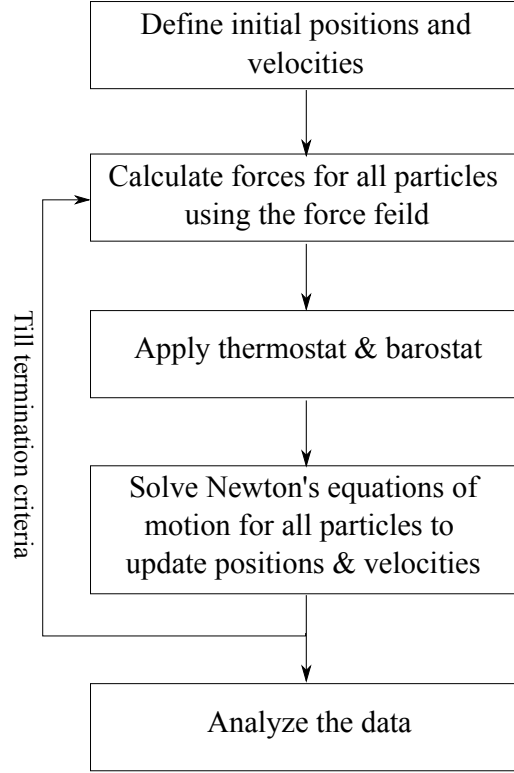 Define initial positions and
velocities
Calculate forces for all particles
using the force feild
Till termination criteria
Apply thermostat & barostat
Solve Newton's equations of
motion for all particles to
update positions & velocities
Analyze the data